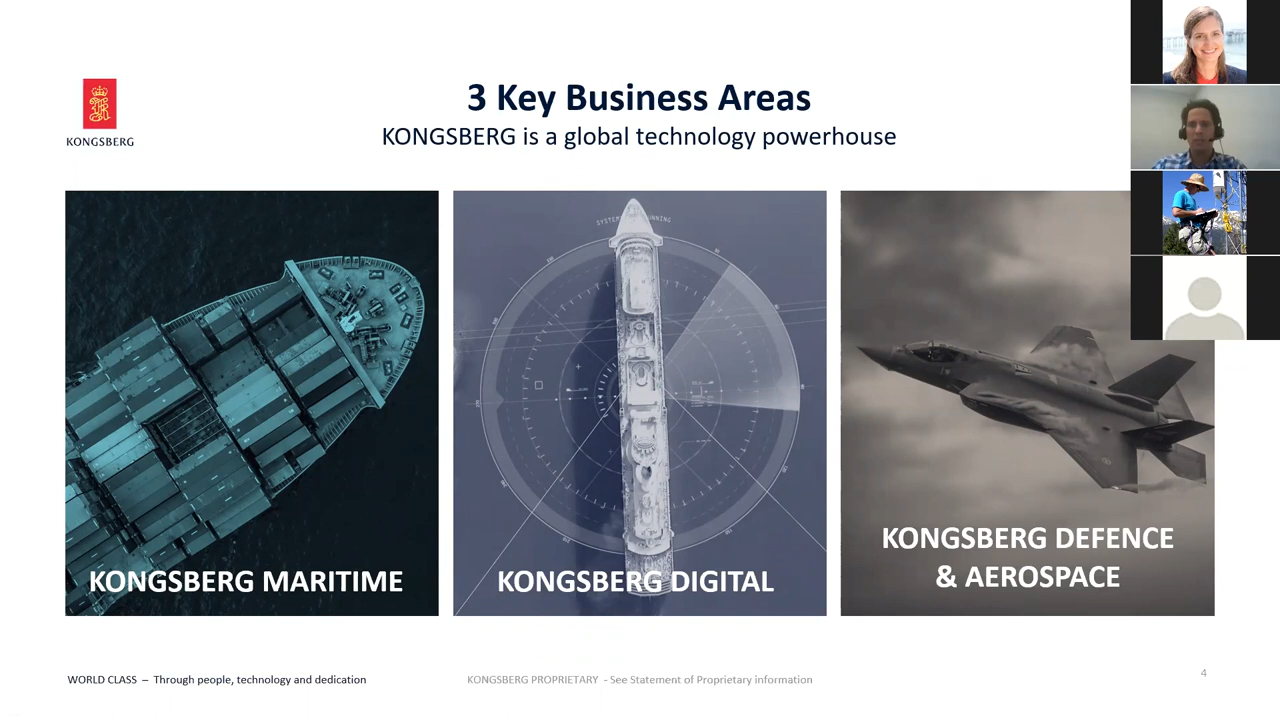 3 Key Business Areas
KONGSBERG is a global technology powerhouse
KONGSBERG
KONGSBERG MARITIME
KONGSBERG DIGITAL
KONGSBERG DEFENCE
& AEROSPACE
WORLD CLASS – Through people, technology and dedication
KONGSBERG PROPRIETARY - See Statement of Proprietary information
4